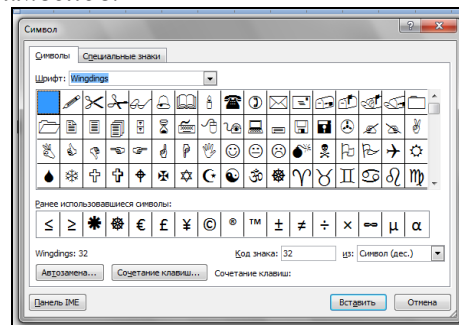 Символ
Символы Специальные знаки
Шрифт: Wingdings
Ранее использовавшиеся символы:
≤ ≥ € £ ¥ © ® ™ ± ≠ ÷ × ∞ µ α
Wingdings: 32 Код знака: 32 из: Символ (дес.)
Автозамена... Сочетание клавиш... Сочетание клавиш:
Панель IME Вставить Отмена